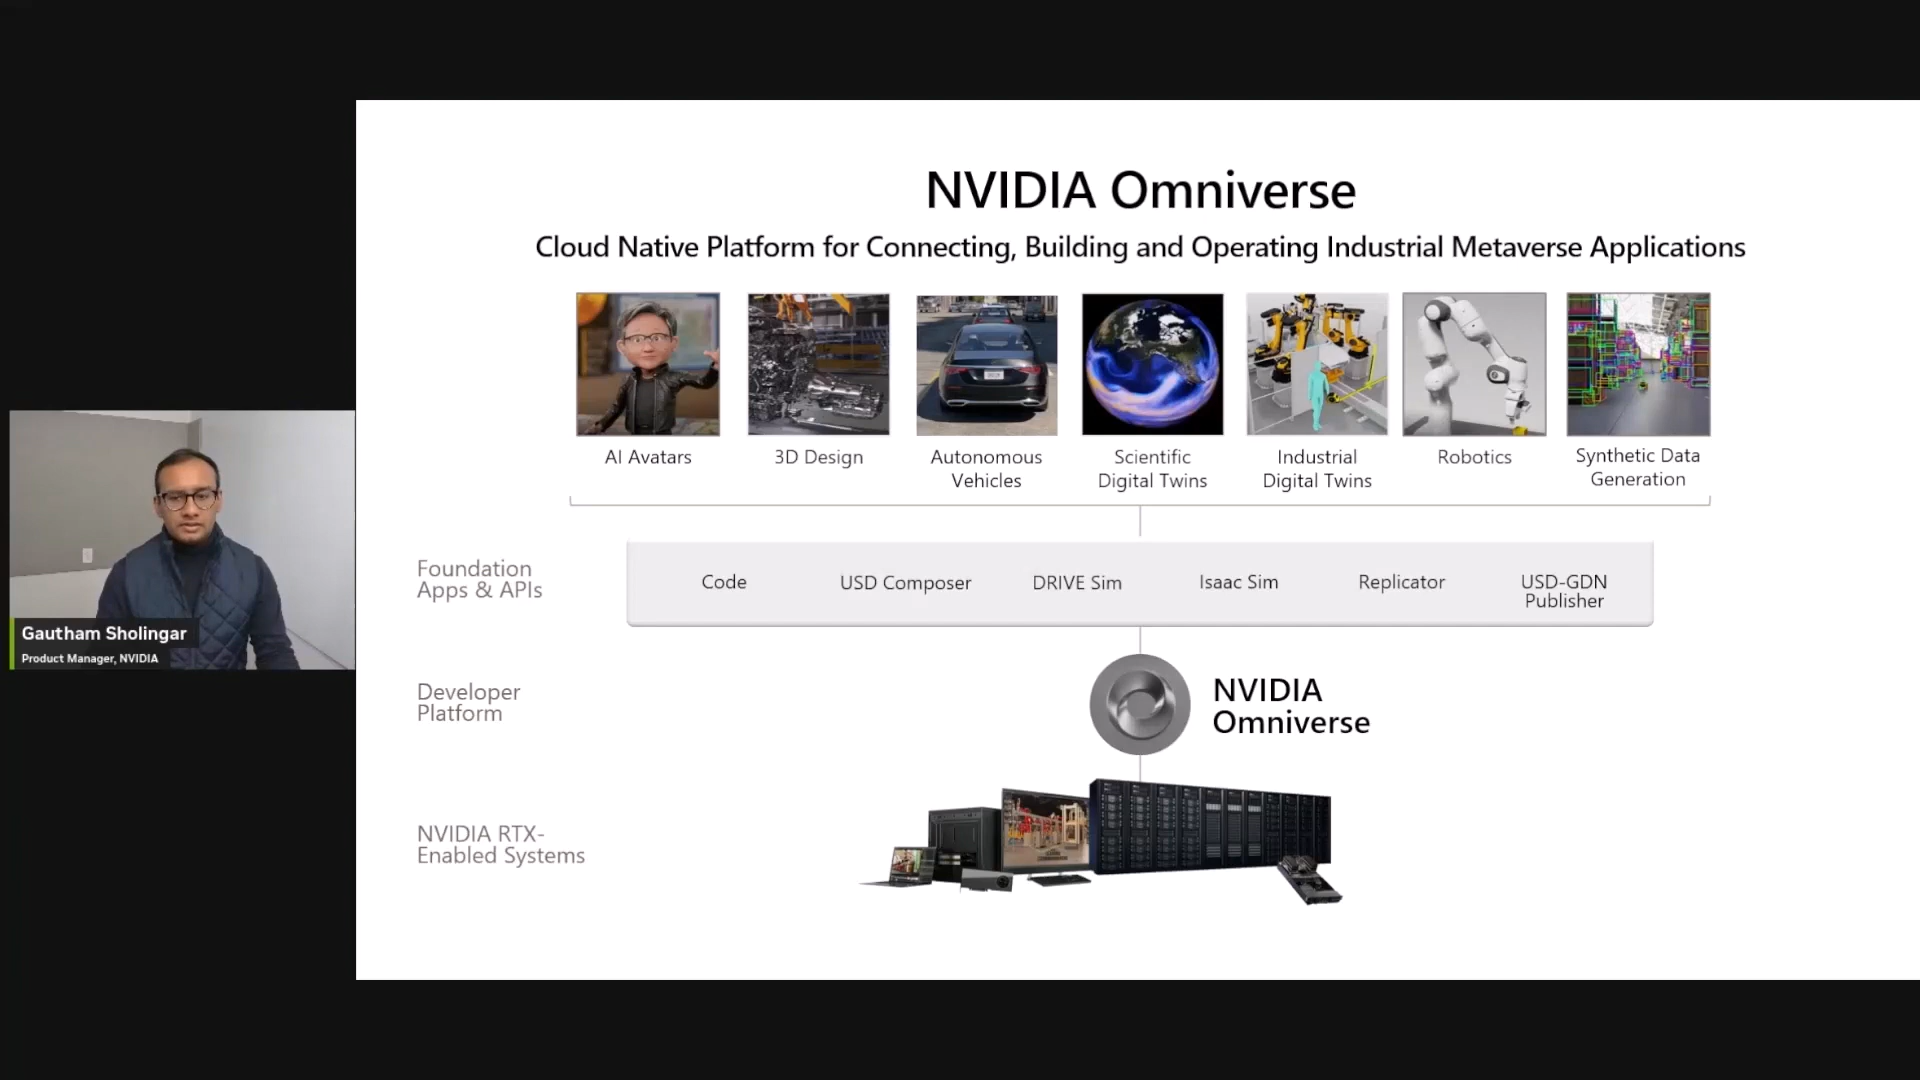 NVIDIA Omniverse
Cloud Native Platform for Connecting, Building and Operating Industrial Metaverse Applications
AI Avatars
3D Design
Autonomous
Vehicles
Scientific
Digital Twins
Industrial
Digital Twins
Robotics
Synthetic Data
Generation
Foundation
Apps & APIs
Code
USD Composer
DRIVE Sim
Isaac Sim
Replicator
USD-GDN
Publisher
Gautham Sholingar
Product Manager, NVIDIA
Developer
Platform
NVIDIA
Omniverse
NVIDIA RTX-
Enabled Systems